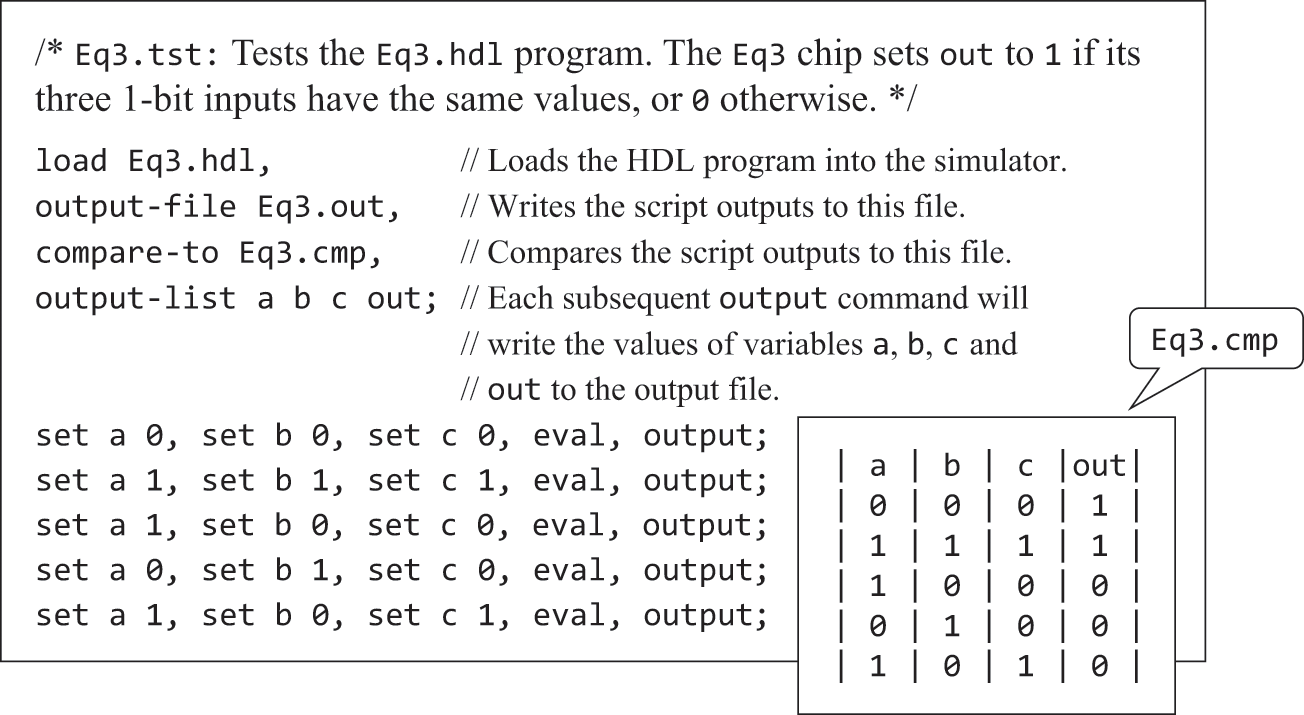 /* Eq3.tst: Tests the Eq3.hdl program. The Eq3 chip sets out to 1 if its
three 1-bit inputs have the same values, or 0 otherwise. */
load Eq3.hdl, // Loads the HDL program into the simulator.
output-file Eq3.out, // Writes the script outputs to this file.
compare-to Eq3.cmp, // Compares the script outputs to this file.
output-list a b c out; // Each subsequent output command will
// write the values of variables a, b, c and
// out to the output file.
set a 0, set b 0, set c 0, eval, output;
set a 1, set b 1, set c 1, eval, output;
set a 1, set b 0, set c 0, eval, output;
set a 0, set b 1, set c 0, eval, output;
set a 1, set b 0, set c 1, eval, output;
Eq3.cmp
| a | b | c |out|
| 0 | 0 | 0 | 1 |
| 1 | 1 | 1 | 1 |
| 1 | 0 | 0 | 0 |
| 0 | 1 | 0 | 0 |
| 1 | 0 | 1 | 0 |